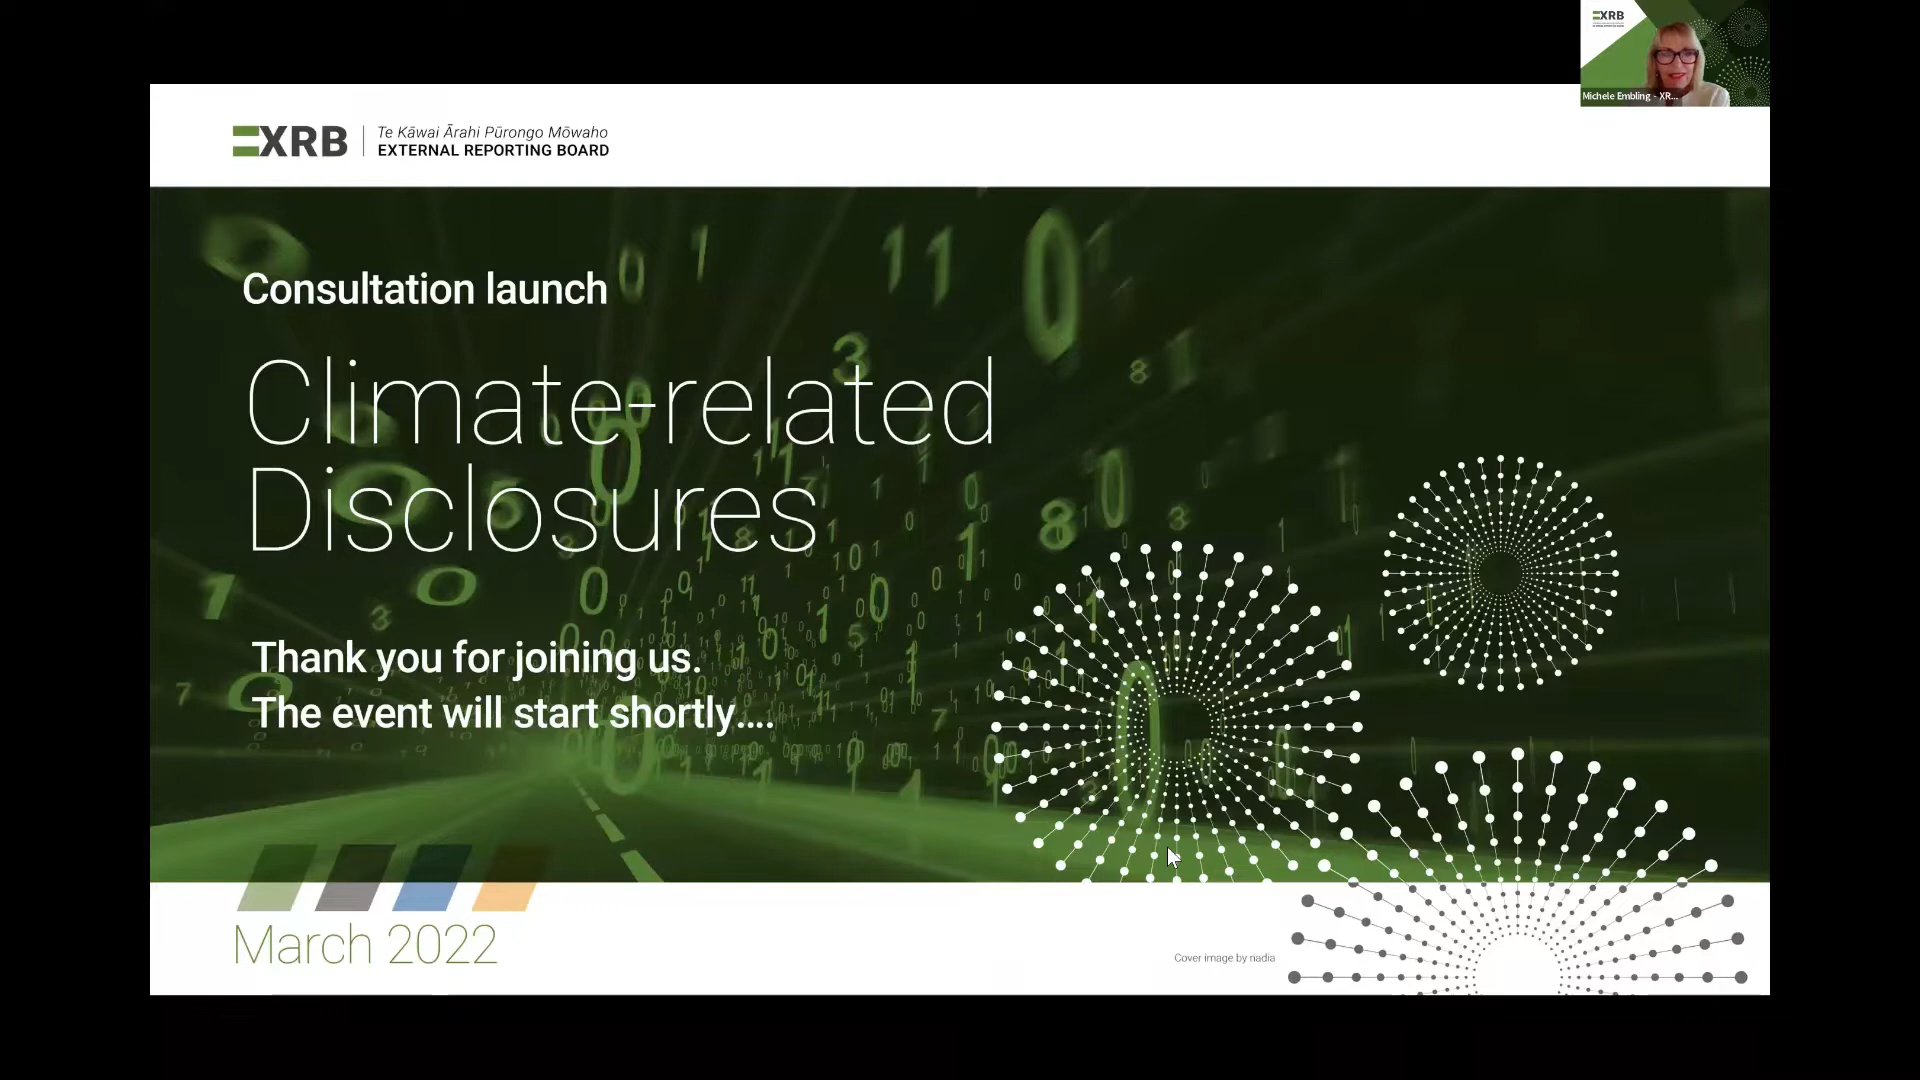 EXRB
Michele Embling - XR...
XRB
Te Kāwai Ārahi Pūrongo Mōwaho
EXTERNAL REPORTING BOARD
Consultation launch
Climate-related
Disclosures
Thank you for joining us.
The event will start shortly....
March 2022
Cover image by nadia